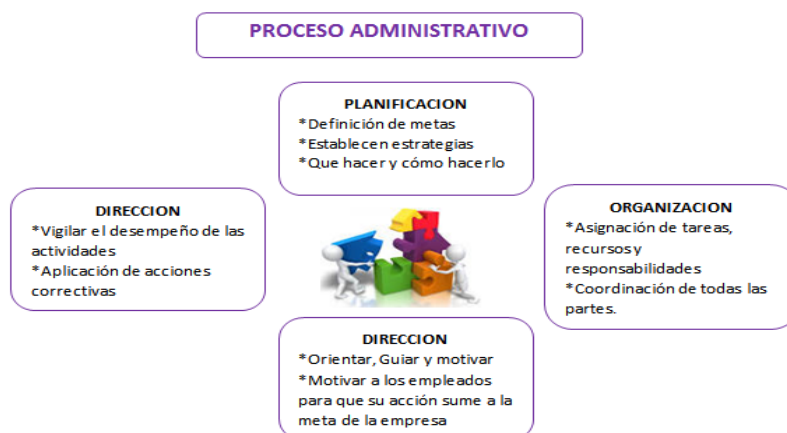 PROCESO ADMINISTRATIVO
PLANIFICACION
*Definición de metas
*Establecen estrategias
*Que hacer y cómo hacerlo
DIRECCION
*Vigilar el desempeño de las
actividades
*Aplicación de acciones
correctivas
ORGANIZACION
*Asignación de tareas,
recursos y
responsabilidades
*Coordinación de todas las
partes.
DIRECCION
*Orientar, Guiar y motivar
*Motivar a los empleados
para que su acción sume a la
meta de la empresa